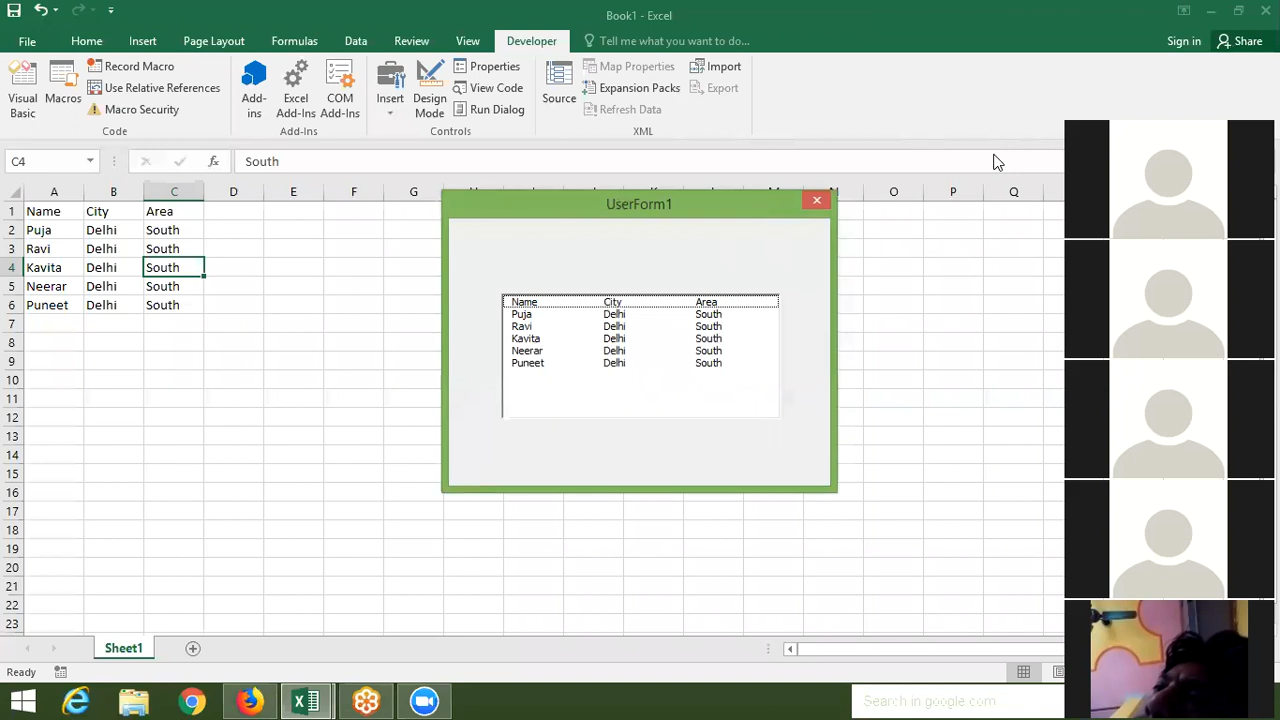 Book1 - Excel
File Home Insert Page Layout Formulas Data Review View Developer Tell me what you want to do... Sign in Share
Visual Basic
Macros
Record Macro
Use Relative References
Macro Security
Code
Add-ins
Excel Add-Ins
COM Add-Ins
Add-Ins
Insert
Design Mode
Properties
View Code
Run Dialog
Controls
Source
Map Properties
Expansion Packs
Refresh Data
Import
Export
XML
C4 fx South
A B C D E F G N O P Q
1 Name City Area
2 Puja Delhi South
3 Ravi Delhi South
4 Kavita Delhi South
5 Neerar Delhi South
6 Puneet Delhi South
7
8
9
10
11
12
13
14
15
16
17
18
19
20
21
22
23
UserForm1
Name City Area
Puja Delhi South
Ravi Delhi South
Kavita Delhi South
Neerar Delhi South
Puneet Delhi South
Sheet1
Ready
Search in google.com